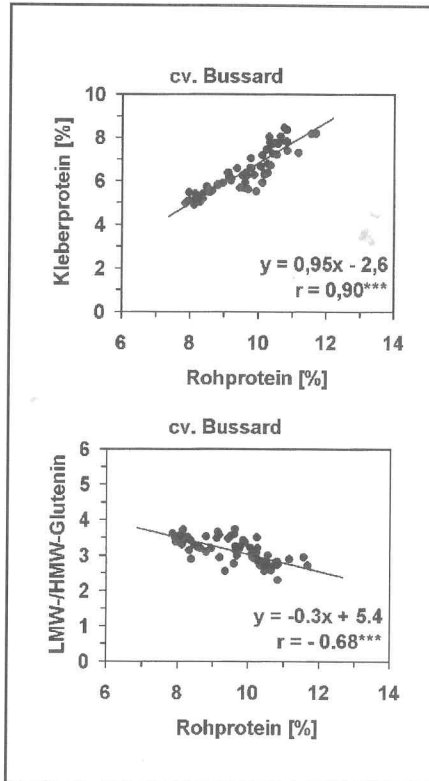 cv. Bussard
10
8
6
4
2
0
Kleberprotein [%]
y = 0,95x - 2,6
r = 0,90***
6 8 10 12 14
Rohprotein [%]
cv. Bussard
6
5
4
3
2
1
0
LMW-/HMW-Glutenin
y = -0.3x + 5.4
r = - 0.68***
6 8 10 12 14
Rohprotein [%]